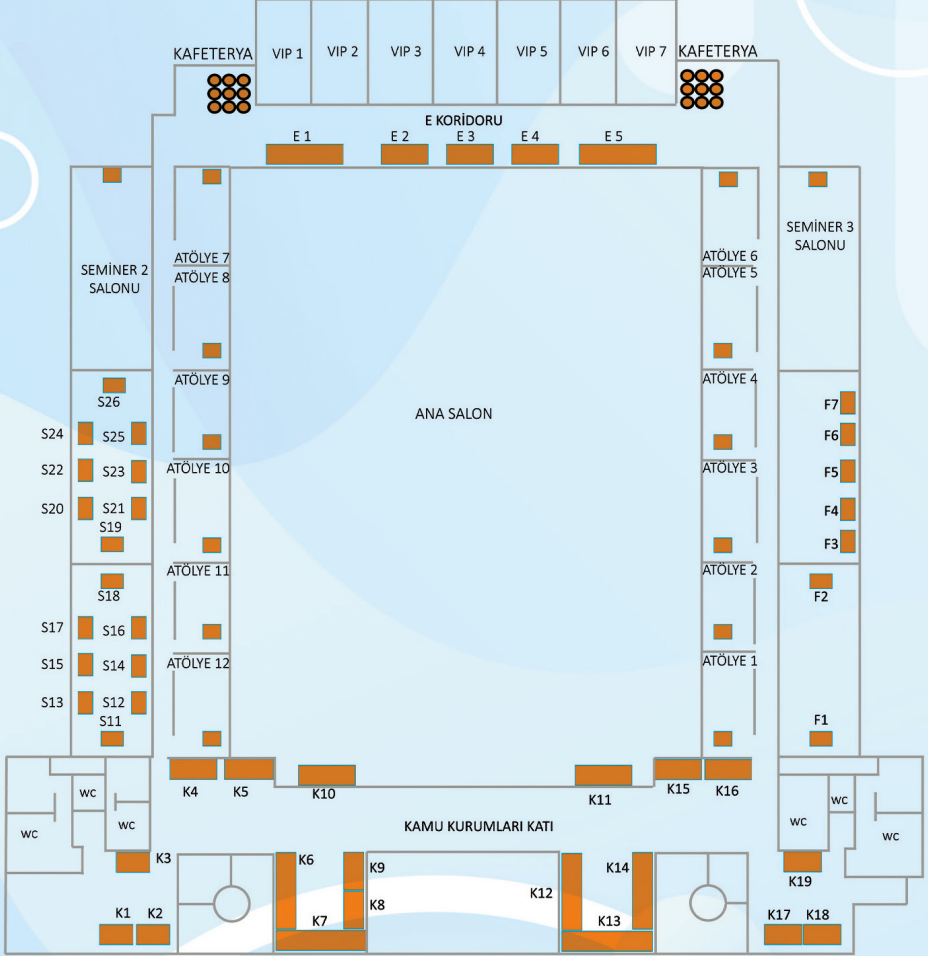 KAFETERYA
VIP 1
VIP 2
VIP 3
VIP 4
VIP 5
VIP 6
VIP 7
KAFETERYA
E KORİDORU
E 1
E 2
E 3
E 4
E 5
SEMİNER 2
SALONU
ATÖLYE 7
ATÖLYE 8
ATÖLYE 6
ATÖLYE 5
SEMİNER 3
SALONU
ATÖLYE 9
ATÖLYE 4
S26
ANA SALON
F7
S24
S25
F6
ATÖLYE 10
ATÖLYE 3
S22
S23
F5
S20
S21
F4
S19
F3
ATÖLYE 11
ATÖLYE 2
S18
F2
S17
S16
S15
S14
ATÖLYE 12
ATÖLYE 1
S13
S12
S11
F1
K4
K5
K10
K11
K15
K16
wc
wc
wc
KAMU KURUMLARI KATI
wc
wc
wc
K3
K6
K9
K14
K19
K8
K12
K1
K2
K7
K13
K17
K18